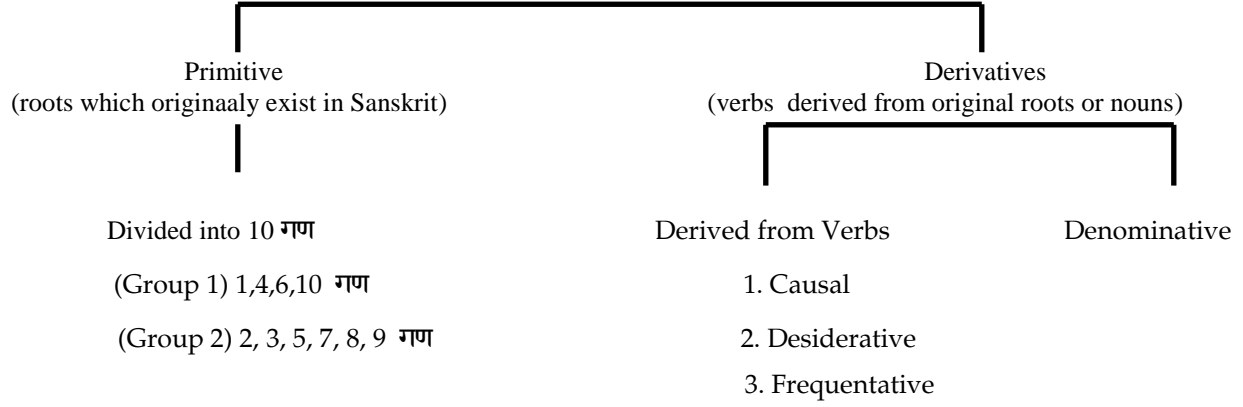 Primitive
(roots which originaaly exist in Sanskrit)
Derivatives
(verbs derived from original roots or nouns)
Divided into 10 गण
(Group 1) 1,4,6,10 गण
(Group 2) 2, 3, 5, 7, 8, 9 गण
Derived from Verbs
1. Causal
2. Desiderative
3. Frequentative
Denominative